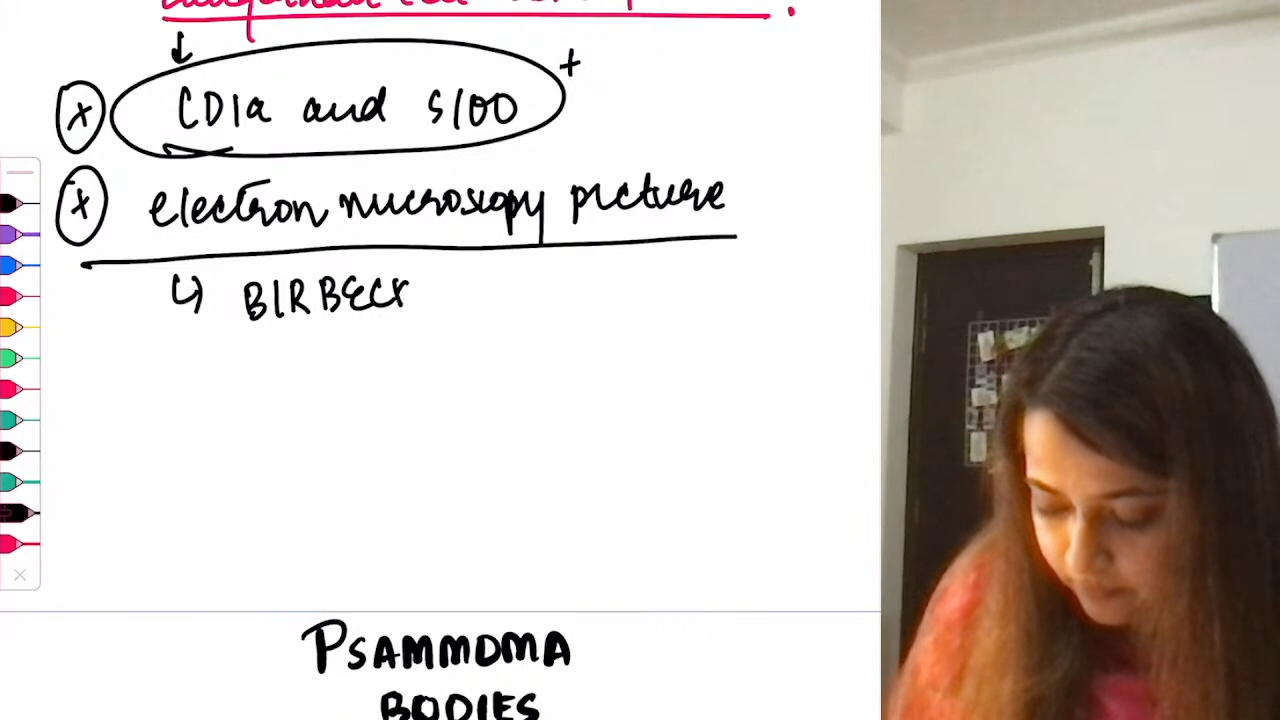 CD1a and S100 +
electron microscopy picture
↳ BIRBECK
PSAMMOMA
BODIES